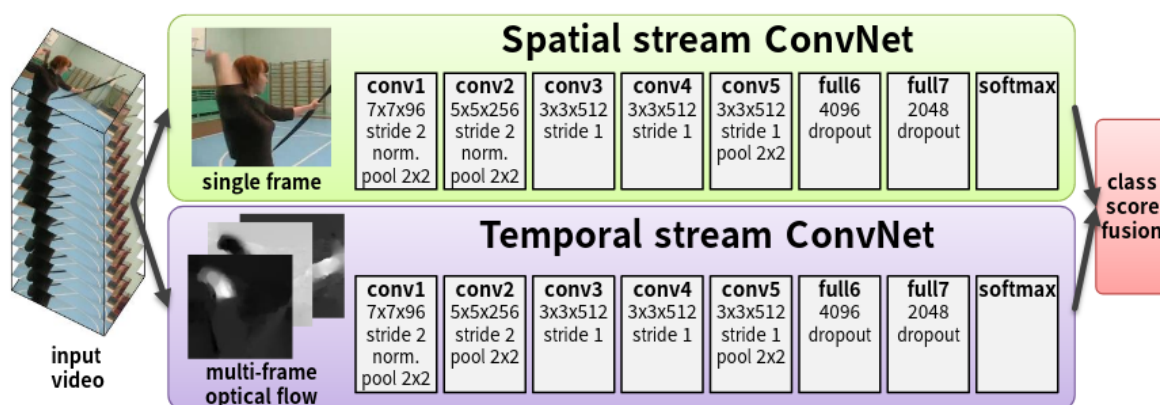 Spatial stream ConvNet
conv1
7x7x96
stride 2
norm.
pool 2x2
conv2
5x5x256
stride 2
norm.
pool 2x2
conv3
3x3x512
stride 1
conv4
3x3x512
stride 1
conv5
3x3x512
stride 1
pool 2x2
full6
4096
dropout
full7
2048
dropout
softmax
single frame
Temporal stream ConvNet
conv1
7x7x96
stride 2
norm.
pool 2x2
conv2
5x5x256
stride 2
pool 2x2
conv3
3x3x512
stride 1
conv4
3x3x512
stride 1
conv5
3x3x512
stride 1
pool 2x2
full6
4096
dropout
full7
2048
dropout
softmax
multi-frame
optical flow
input
video
class
score
fusion